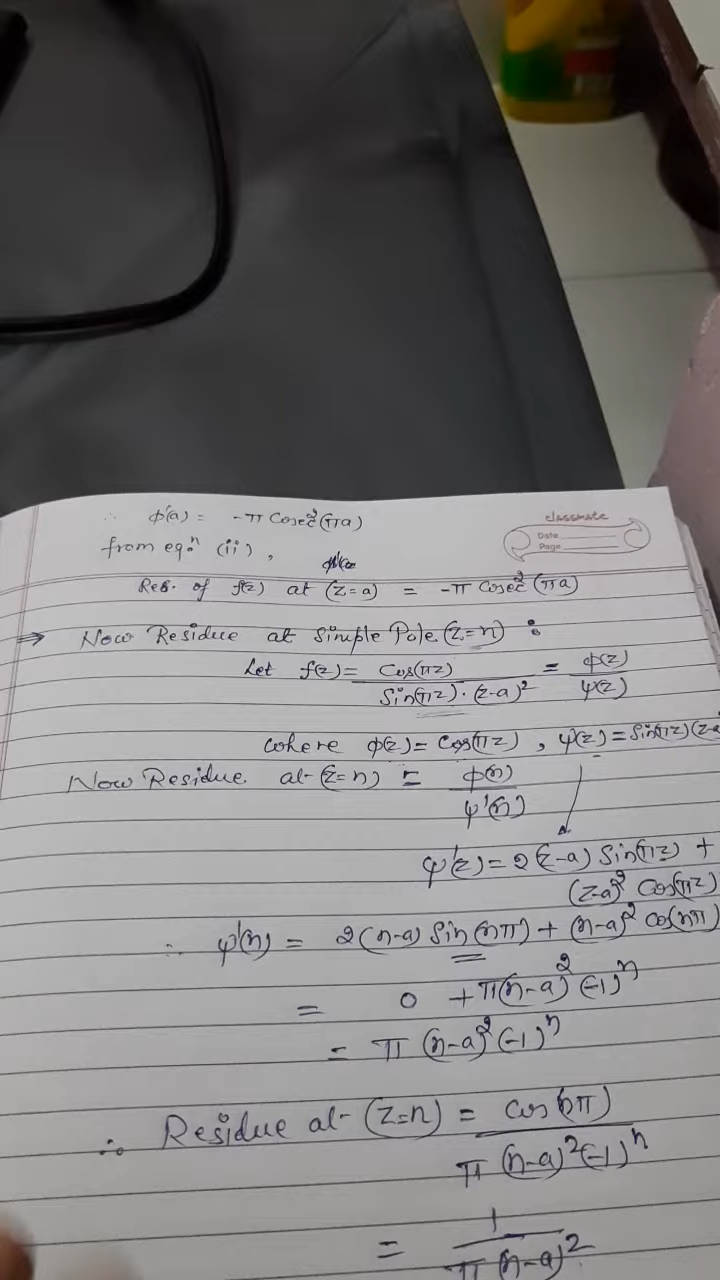 classmate
Date
Page
∴ φ'(a) = -π Cosec²(πa)
from eqⁿ (ii),
Res. of f(z) at (z=a) = -π Cosec²(πa)
⇒ Now Residue at Simple Pole (z=n) :
Let f(z) = Cos(πz) / Sin(πz)·(z-a)² = φ(z) / ψ(z)
where φ(z) = Cos(πz), ψ(z) = Sin(πz)(z-a
Now Residue at (z=n) = φ(n) / ψ'(n)
ψ'(z) = 2(z-a) Sin(πz) +
(z-a)² Cos(πz)
∴ ψ'(n) = 2(n-a) Sin(nπ) + (n-a)² cos(nπ)
= 0 + π(n-a)² (-1)ⁿ
= π (n-a)² (-1)ⁿ
∴ Residue at (z=n) = cos(nπ) / π (n-a)² (-1)ⁿ
= 1 / π (n-a)²